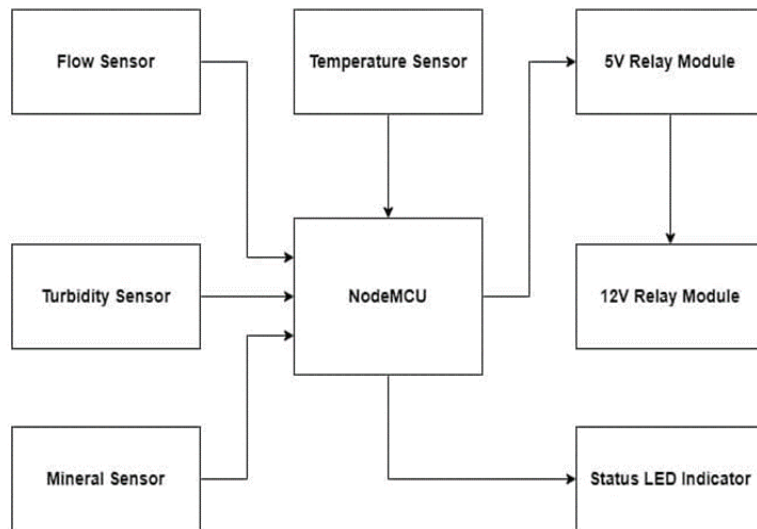 Flow Sensor
Temperature Sensor
5V Relay Module
Turbidity Sensor
NodeMCU
12V Relay Module
Mineral Sensor
Status LED Indicator